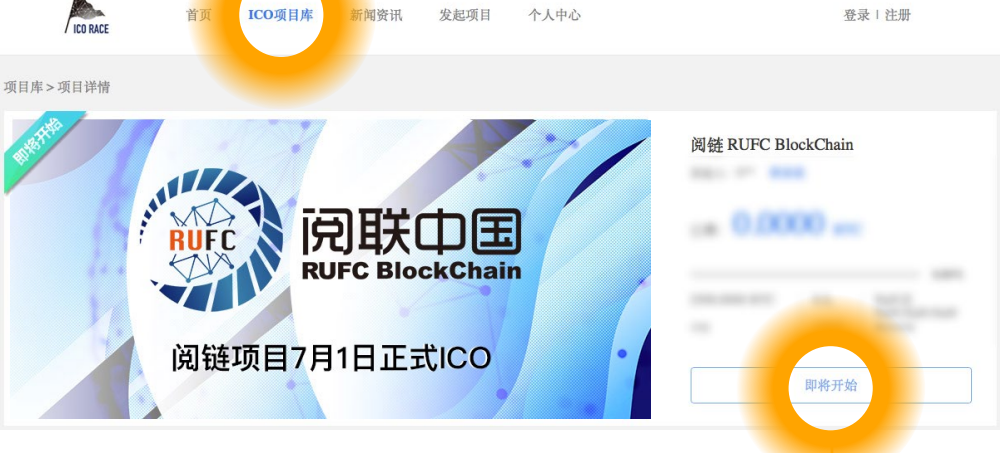 ICO RACE
首页 ICO项目库 新闻资讯 发起项目 个人中心 登录 | 注册
项目库 > 项目详情
即将开始
RUFC
阅联中国
RUFC BlockChain
阅链项目7月1日正式ICO
阅链 RUFC BlockChain
0.0000
即将开始